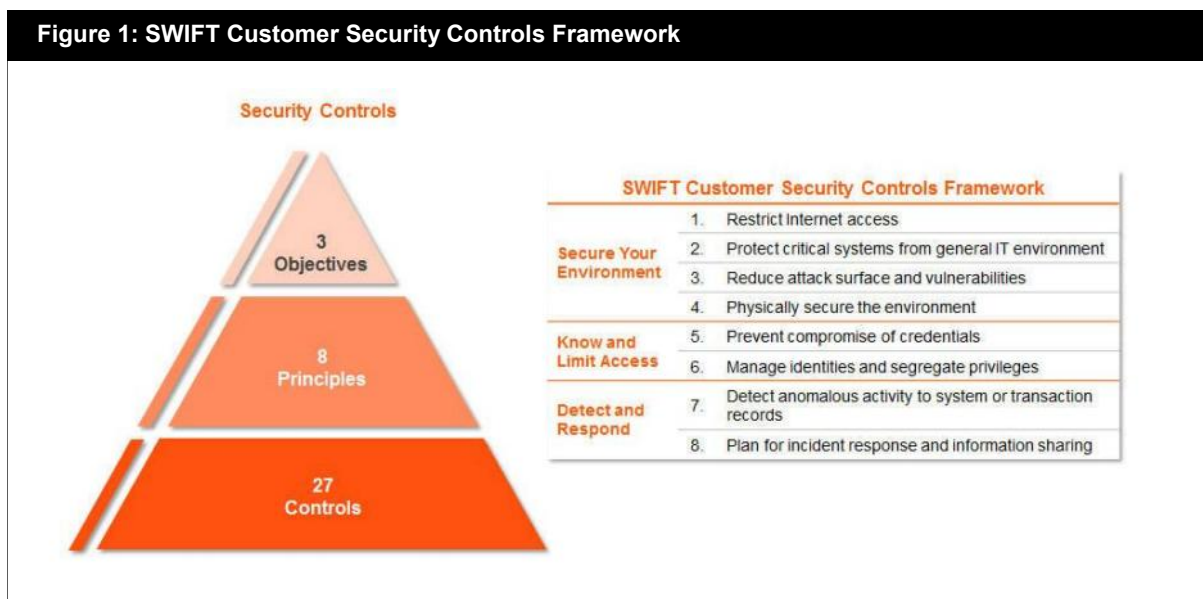 Figure 1: SWIFT Customer Security Controls Framework
Security Controls
3
Objectives
8
Principles
27
Controls
SWIFT Customer Security Controls Framework
Secure Your
Environment
1. Restrict Internet access
2. Protect critical systems from general IT environment
3. Reduce attack surface and vulnerabilities
4. Physically secure the environment
Know and
Limit Access
5. Prevent compromise of credentials
6. Manage identities and segregate privileges
Detect and
Respond
7. Detect anomalous activity to system or transaction
records
8. Plan for incident response and information sharing